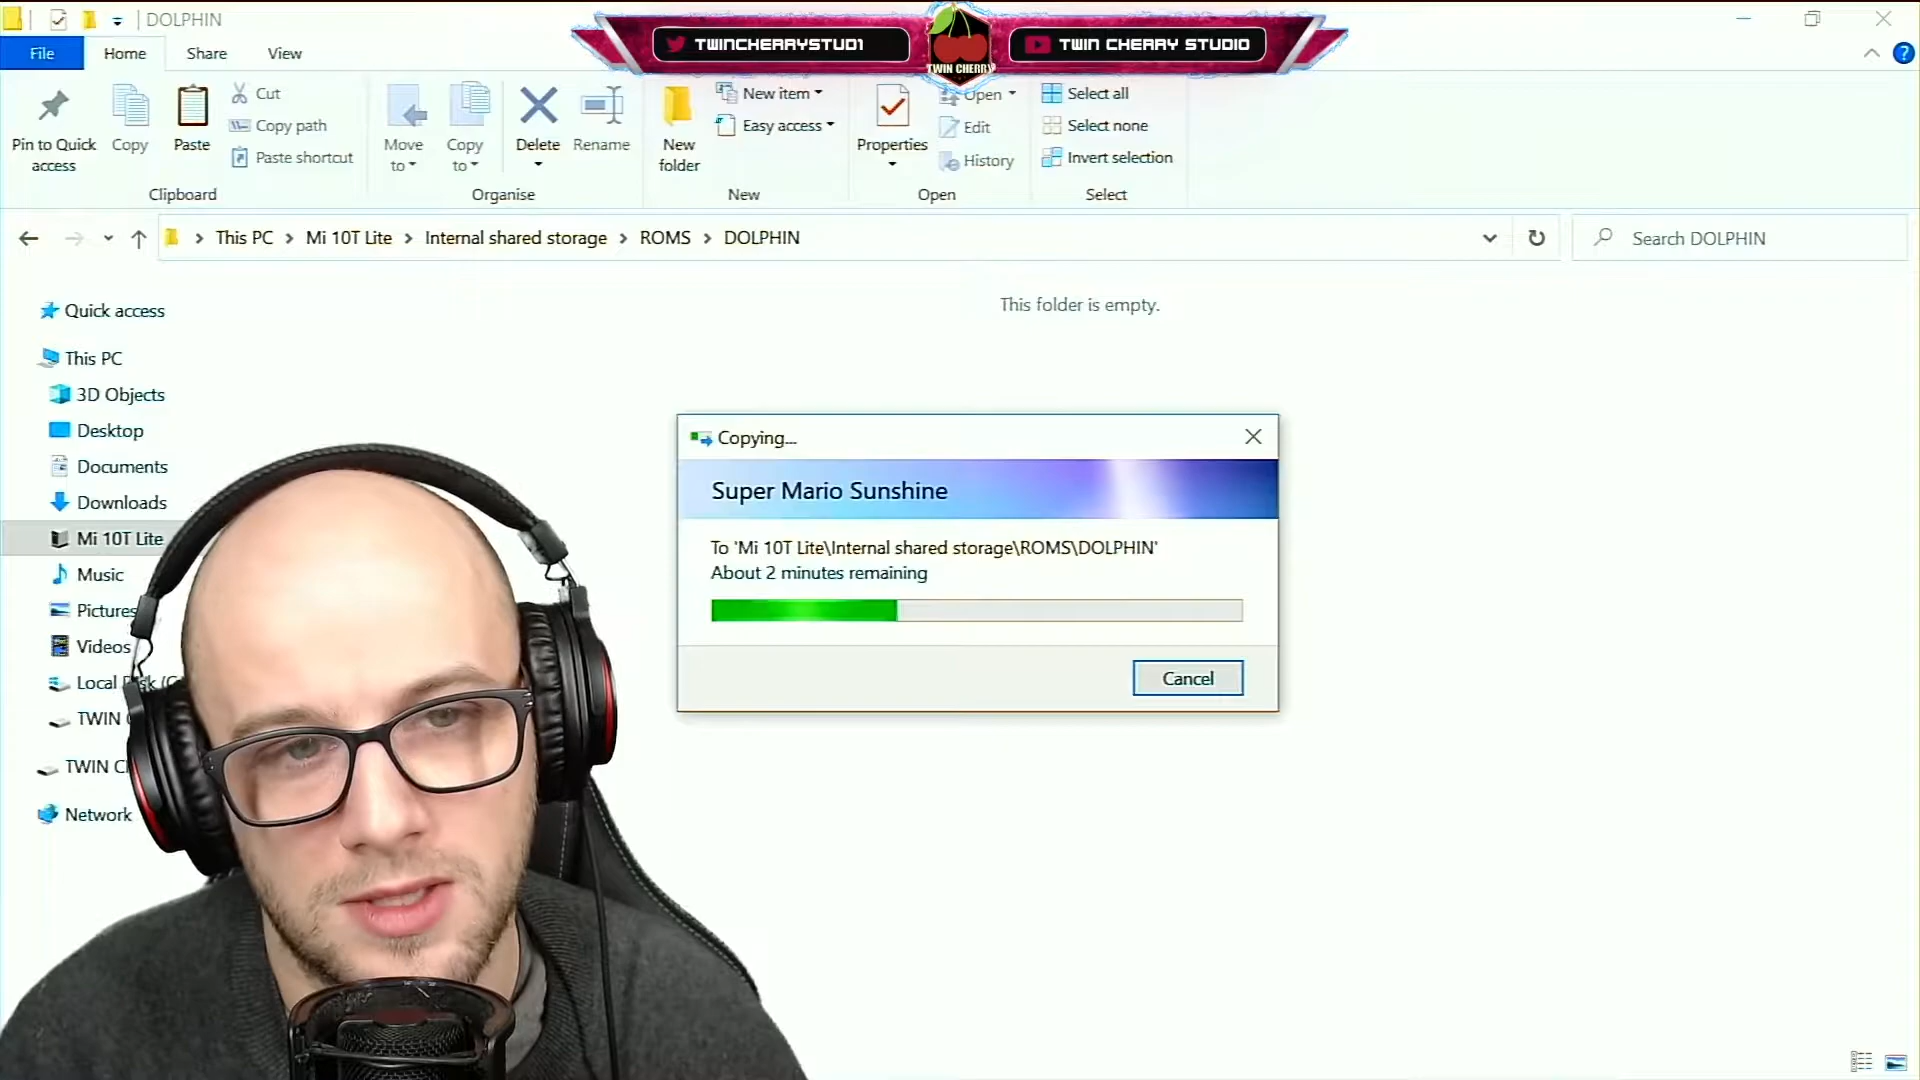 DOLPHIN
TWINCHERRYSTUD1
TWIN CHERRY
TWIN CHERRY STUDIO
File
Home
Share
View
Pin to Quick access
Copy
Paste
Cut
Copy path
Paste shortcut
Clipboard
Move to
Copy to
Delete
Rename
Organise
New folder
New item
Easy access
New
Properties
Open
Edit
History
Open
Select all
Select none
Invert selection
Select
This PC
Mi 10T Lite
Internal shared storage
ROMS
DOLPHIN
Search DOLPHIN
This folder is empty.
Quick access
This PC
3D Objects
Desktop
Documents
Downloads
Mi 10T Lite
Music
Pictures
Videos
Local
TWIN
TWIN
Network
Copying...
Super Mario Sunshine
To 'Mi 10T Lite\Internal shared storage\ROMS\DOLPHIN'
About 2 minutes remaining
Cancel